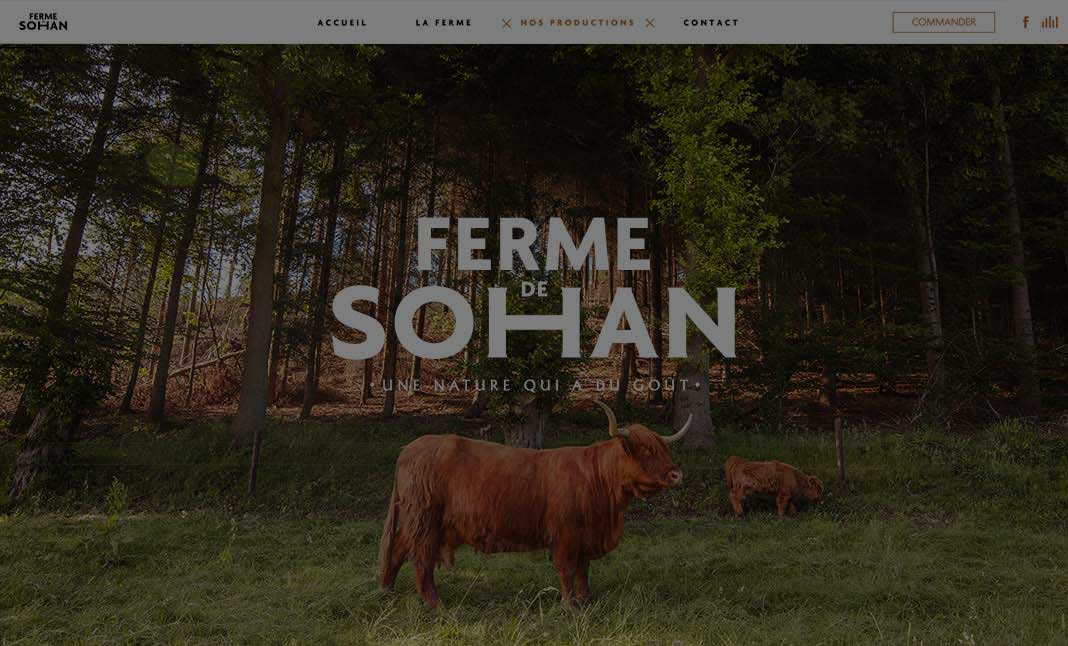 FERME
SOHAN
ACCUEIL
LA FERME
NOS PRODUCTIONS
CONTACT
COMMANDER
f
FERME
DE
SOHAN
• UNE NATURE QUI A DU GOÛT •